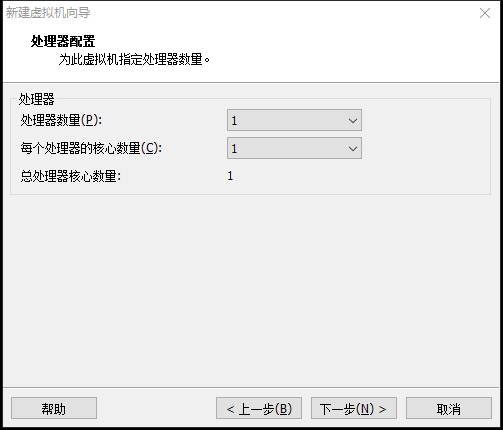 新建虚拟机向导
处理器配置
为此虚拟机指定处理器数量。
处理器
处理器数量(P): 1
每个处理器的核心数量(C): 1
总处理器核心数量: 1
帮助 < 上一步(B) 下一步(N) > 取消